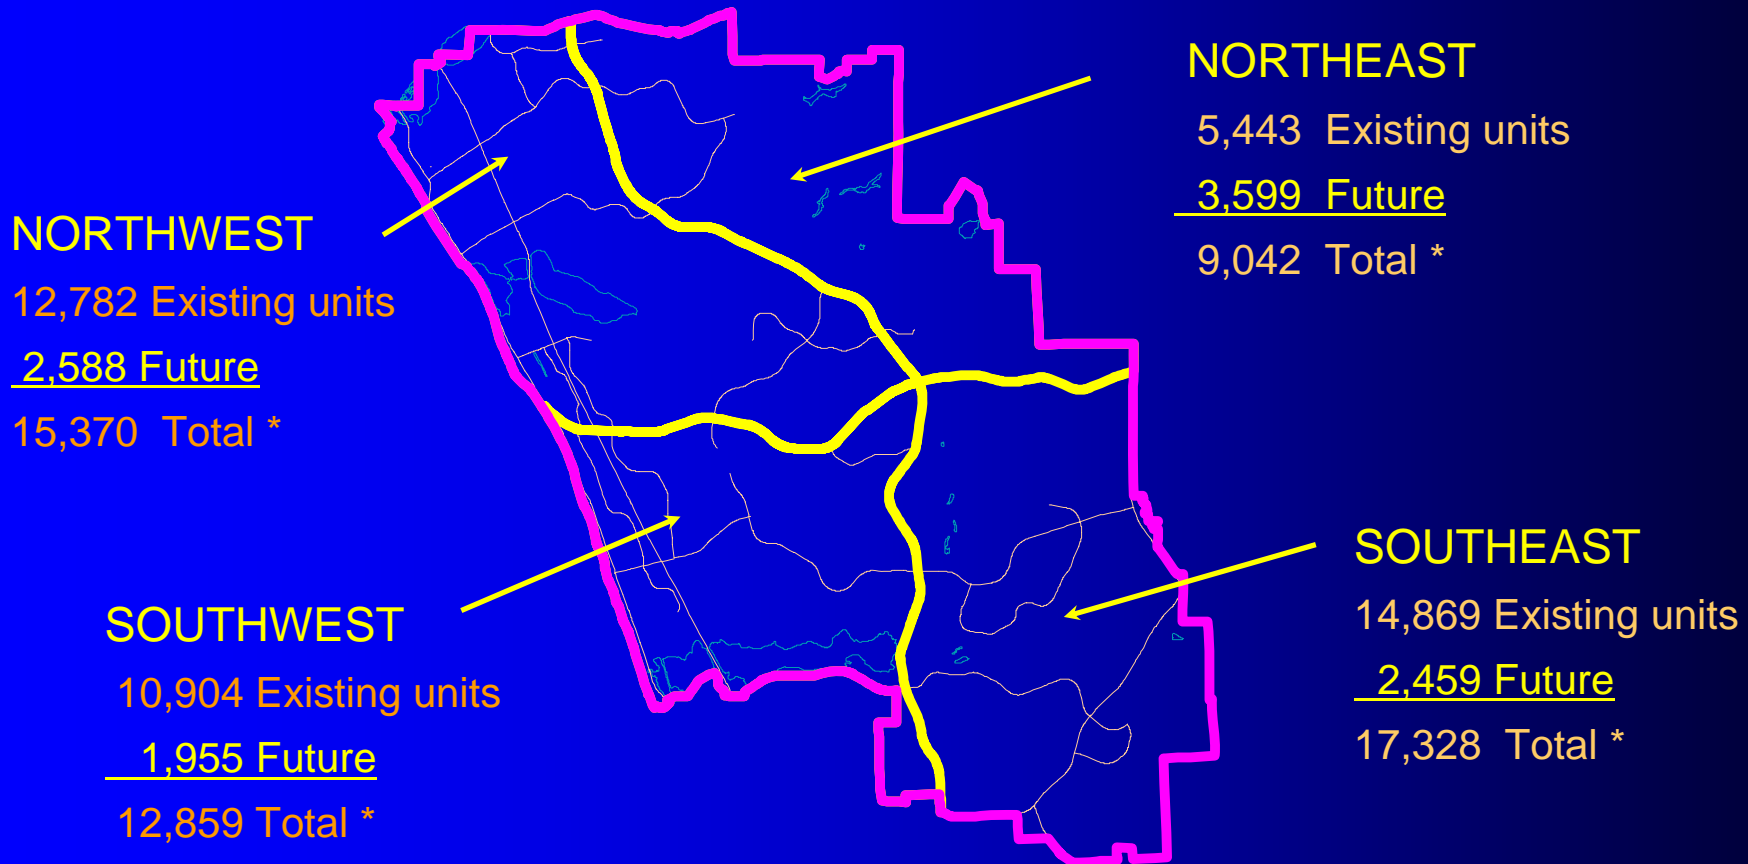 NORTHEAST
5,443 Existing units
3,599 Future
9,042 Total *
NORTHWEST
12,782 Existing units
2,588 Future
15,370 Total *
SOUTHWEST
10,904 Existing units
1,955 Future
12,859 Total *
SOUTHEAST
14,869 Existing units
2,459 Future
17,328 Total *